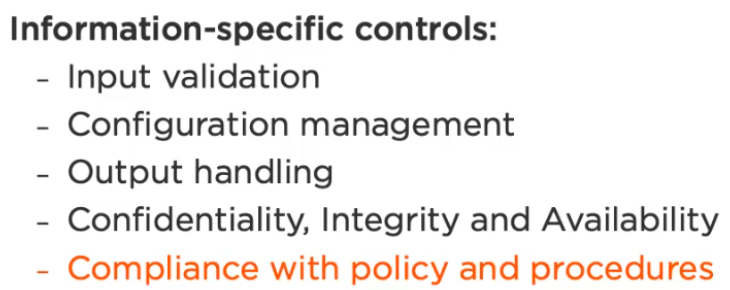 Information-specific controls:
- Input validation
- Configuration management
- Output handling
- Confidentiality, Integrity and Availability
- Compliance with policy and procedures